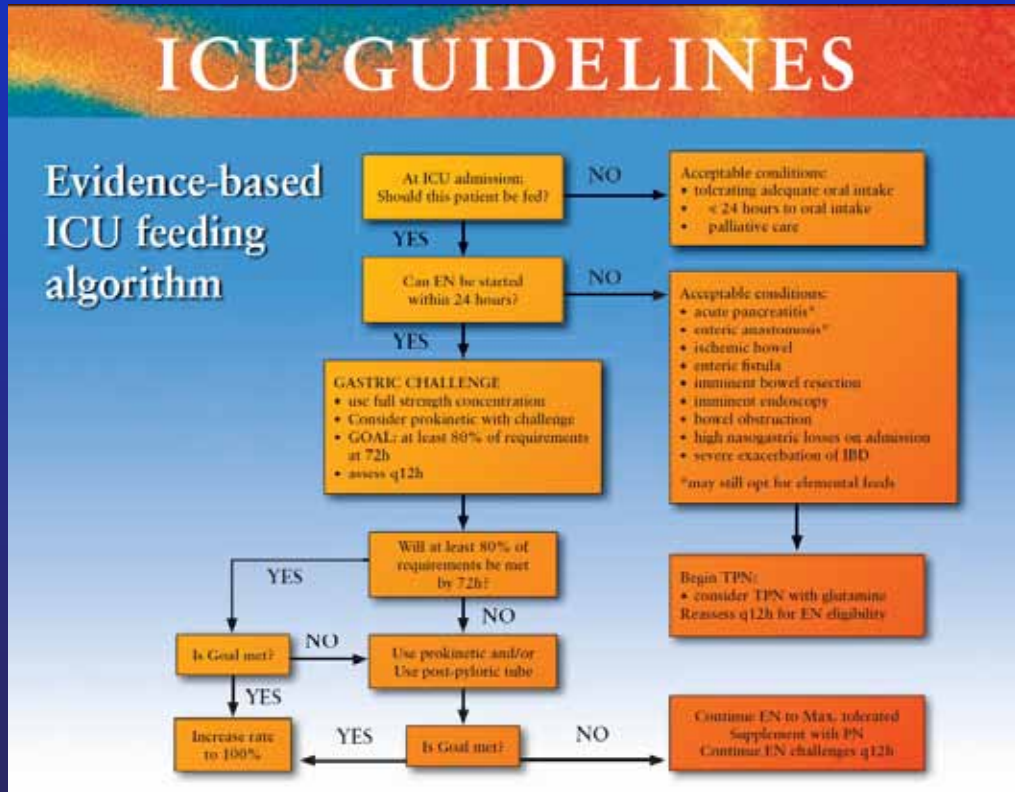 ICU GUIDELINES
Evidence-based
ICU feeding
algorithm
At ICU admission:
Should this patient be fed?
NO
Acceptable conditions:
• tolerating adequate oral intake
• < 24 hours to oral intake
• palliative care
YES
Can EN be started
within 24 hours?
NO
Acceptable conditions:
• acute pancreatitis*
• enteric anastomosis*
• ischemic bowel
• enteric fistula
• imminent bowel resection
• imminent endoscopy
• bowel obstruction
• high nasogastric losses on admission
• severe exacerbation of IBD
*may still opt for elemental feeds
YES
GASTRIC CHALLENGE
• use full strength concentration
• Consider prokinetic with challenge
• GOAL: at least 80% of requirements
at 72h
• assess q12h
Will at least 80% of
requirements be met
by 72h?
YES
NO
Begin TPN:
• consider TPN with glutamine
Reassess q12h for EN eligibility
Is Goal met?
NO
Use prokinetic and/or
Use post-pyloric tube
YES
Increase rate
to 100%
YES
Is Goal met?
NO
Continue EN to Max. tolerated
Supplement with PN
Continue EN challenges q12h